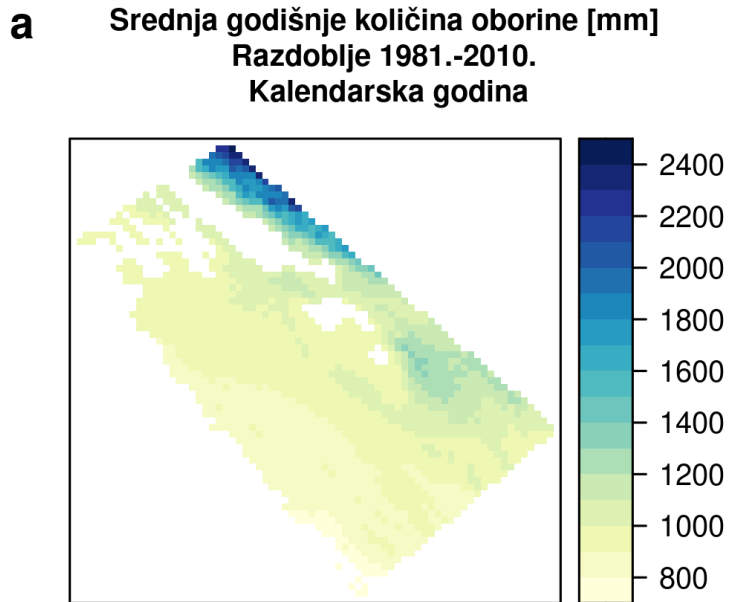 a
Srednja godišnje količina oborine [mm]
Razdoblje 1981.-2010.
Kalendarska godina
2400
2200
2000
1800
1600
1400
1200
1000
800